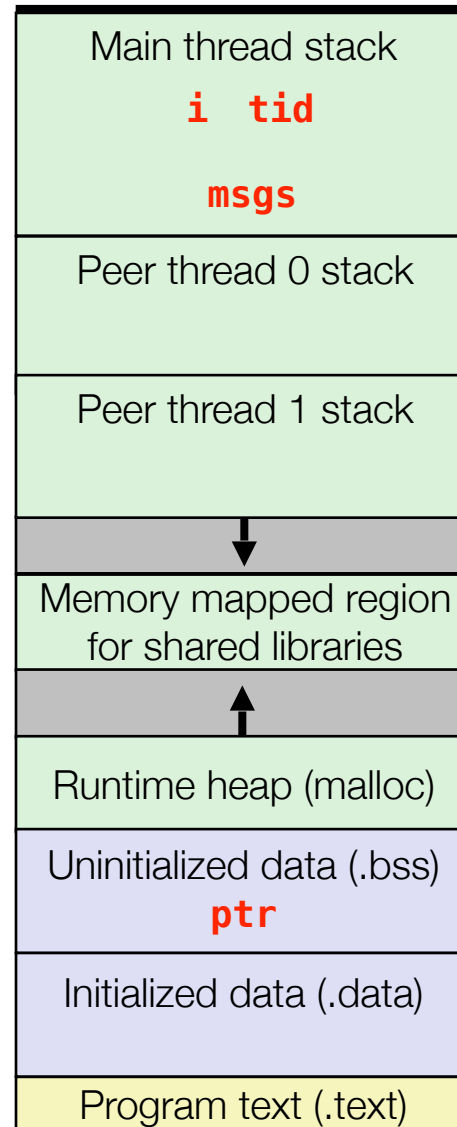 Main thread stack
i tid
msgs
Peer thread 0 stack
Peer thread 1 stack
Memory mapped region
for shared libraries
Runtime heap (malloc)
Uninitialized data (.bss)
ptr
Initialized data (.data)
Program text (.text)